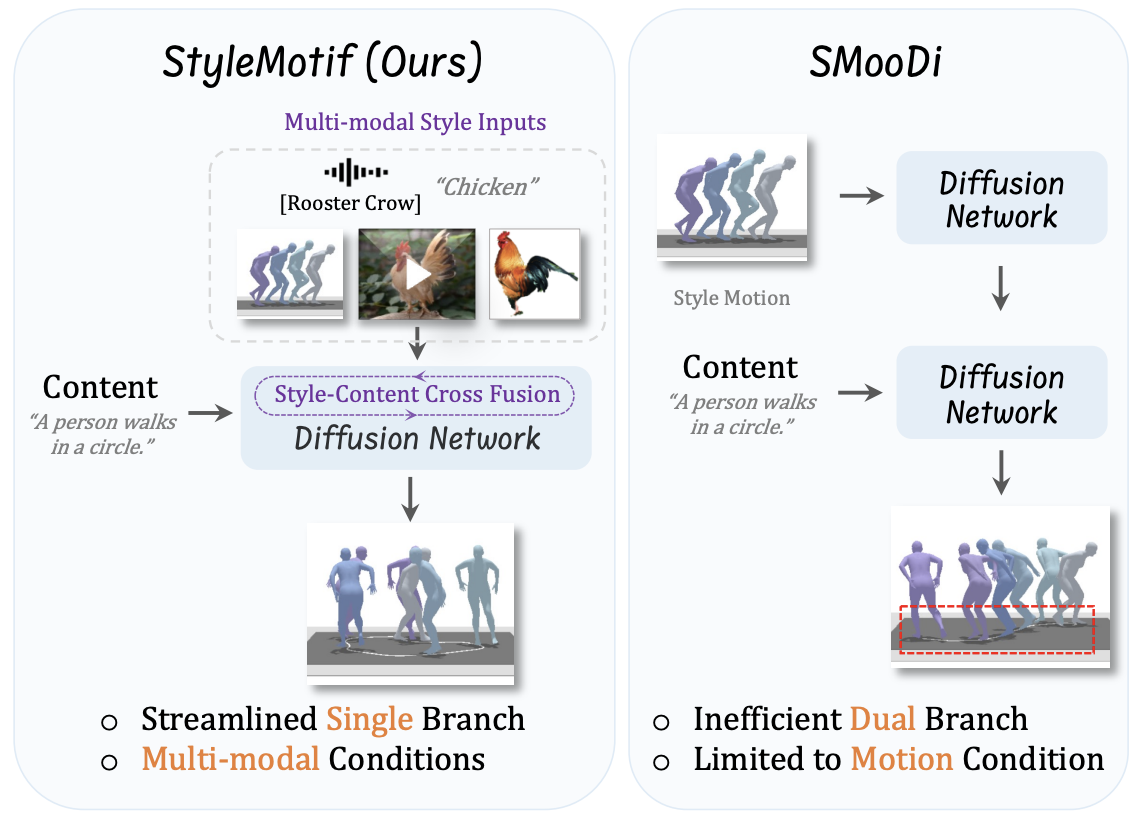 StyleMotif (Ours)
Multi-modal Style Inputs
[Rooster Crow]
“Chicken”
Content
“A person walks
in a circle.”
Style-Content Cross Fusion
Diffusion Network
○ Streamlined Single Branch
○ Multi-modal Conditions
SMooDi
Style Motion
Diffusion
Network
Content
“A person walks
in a circle.”
Diffusion
Network
○ Inefficient Dual Branch
○ Limited to Motion Condition